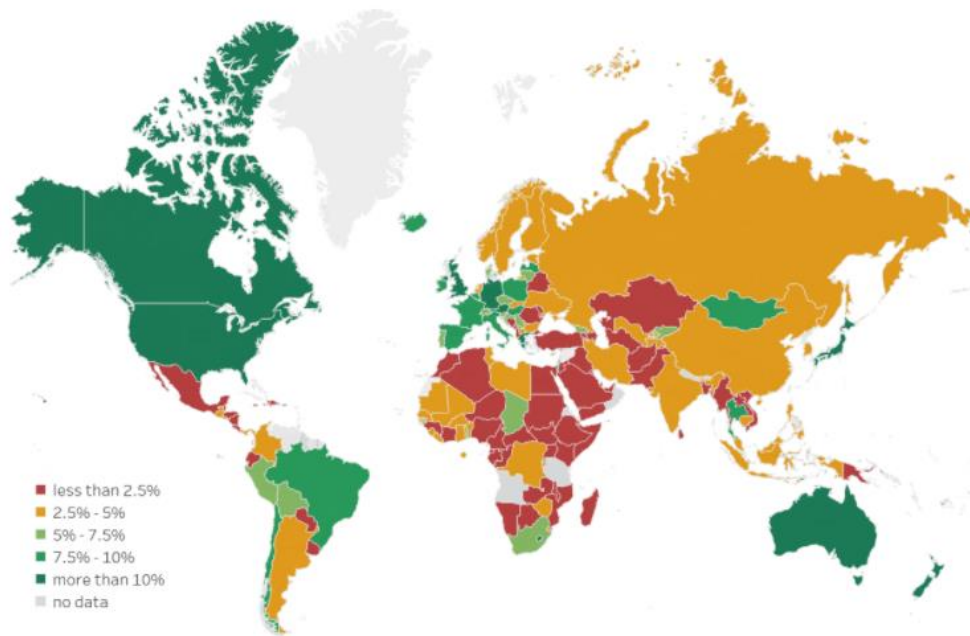 less than 2.5%
2.5% - 5%
5% - 7.5%
7.5% - 10%
more than 10%
no data